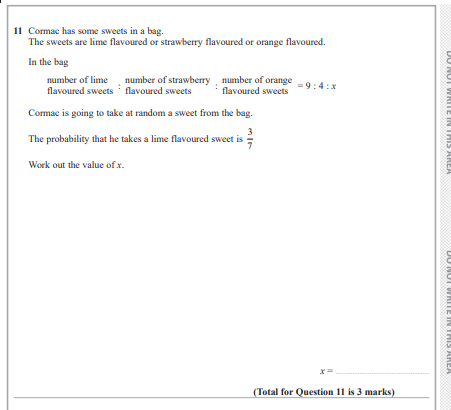 11 Cormac has some sweets in a bag.
The sweets are lime flavoured or strawberry flavoured or orange flavoured.
In the bag
number of lime flavoured sweets : number of strawberry flavoured sweets : number of orange flavoured sweets = 9 : 4 : x
Cormac is going to take at random a sweet from the bag.
The probability that he takes a lime flavoured sweet is 3/7
Work out the value of x.
x =
(Total for Question 11 is 3 marks)
DO NOT WRITE IN THIS AREA
DO NOT WRITE IN THIS AREA